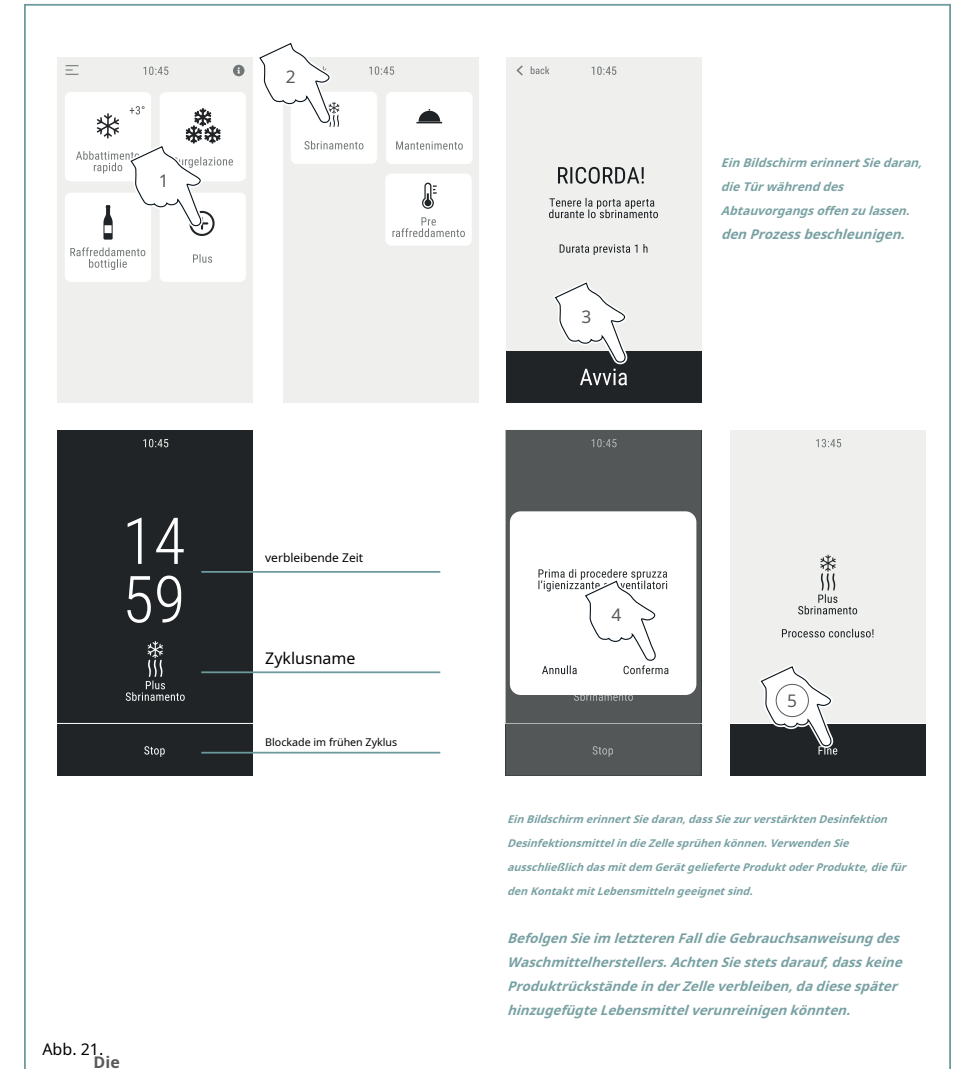 10:45
+3°
Abbattimento
rapido
1
Raffreddamento
bottiglie
Plus
2
10:45
Sbrinamento
Mantenimento
Pre
raffreddamento
back
10:45
RICORDA!
Tenere la porta aperta
durante lo sbrinamento
Durata prevista 1 h
3
Avvia
Ein Bildschirm erinnert Sie daran,
die Tür während des
Abtauvorgangs offen zu lassen.
den Prozess beschleunigen.
10:45
14
59
Plus
Sbrinamento
Stop
verbleibende Zeit
Zyklusname
Blockade im frühen Zyklus
10:45
Prima di procedere spruzza
l'igienizzante ventilatori
4
Annulla
Conferma
Sbrinamento
Stop
13:45
Plus
Sbrinamento
Processo concluso!
5
Fine
Ein Bildschirm erinnert Sie daran, dass Sie zur verstärkten Desinfektion
Desinfektionsmittel in die Zelle sprühen können. Verwenden Sie
ausschließlich das mit dem Gerät gelieferte Produkt oder Produkte, die für
den Kontakt mit Lebensmitteln geeignet sind.
Befolgen Sie im letzteren Fall die Gebrauchsanweisung des
Waschmittelherstellers. Achten Sie stets darauf, dass keine
Produktrückstände in der Zelle verbleiben, da diese später
hinzugefügte Lebensmittel verunreinigen könnten.
Abb. 21.
Die